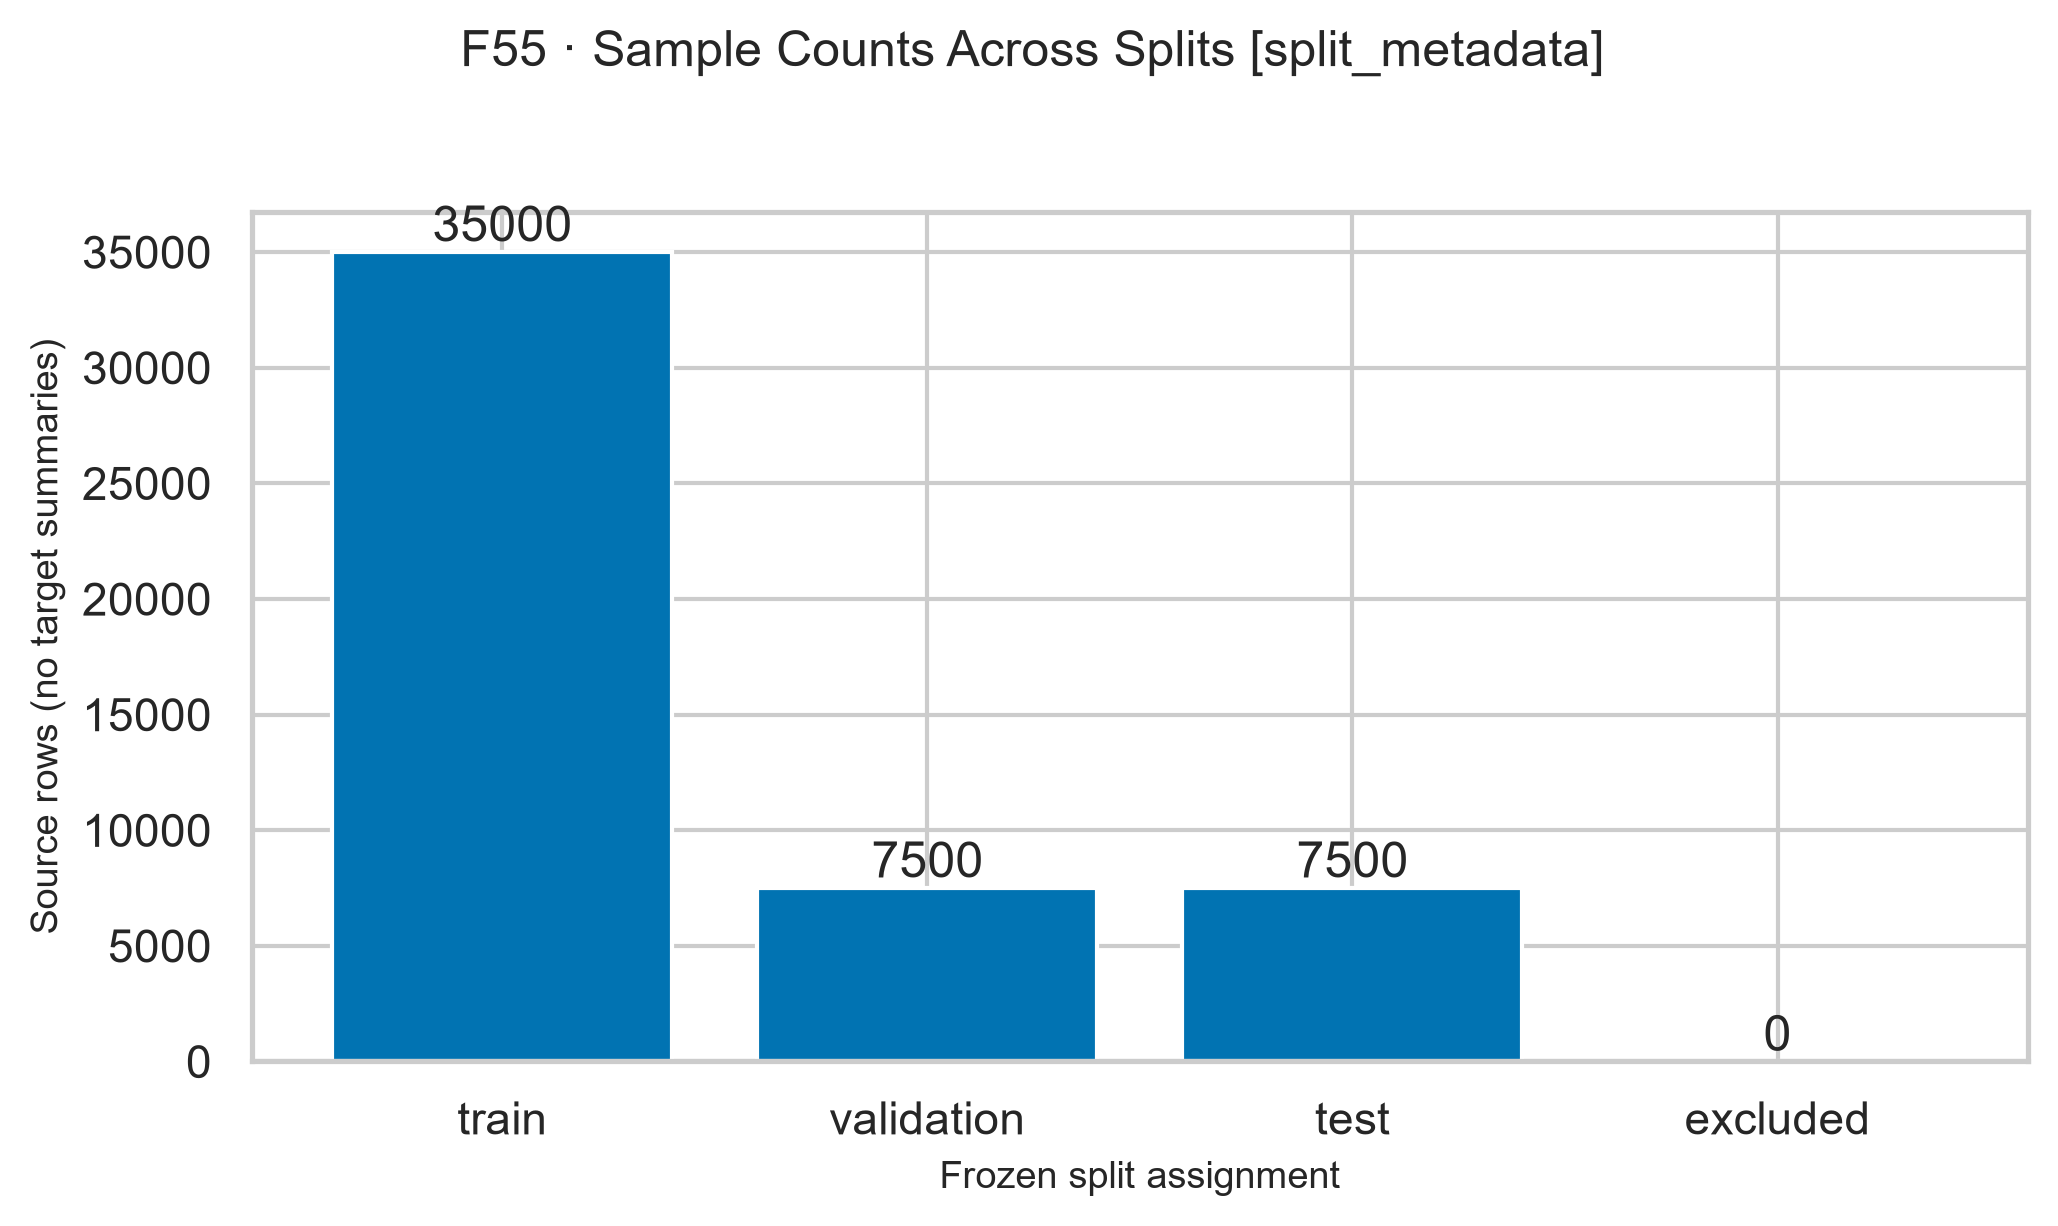 F55 · Sample Counts Across Splits [split_metadata]
Source rows (no target summaries)
35000
30000
25000
20000
15000
10000
5000
0
35000
7500
7500
0
train
validation
test
excluded
Frozen split assignment